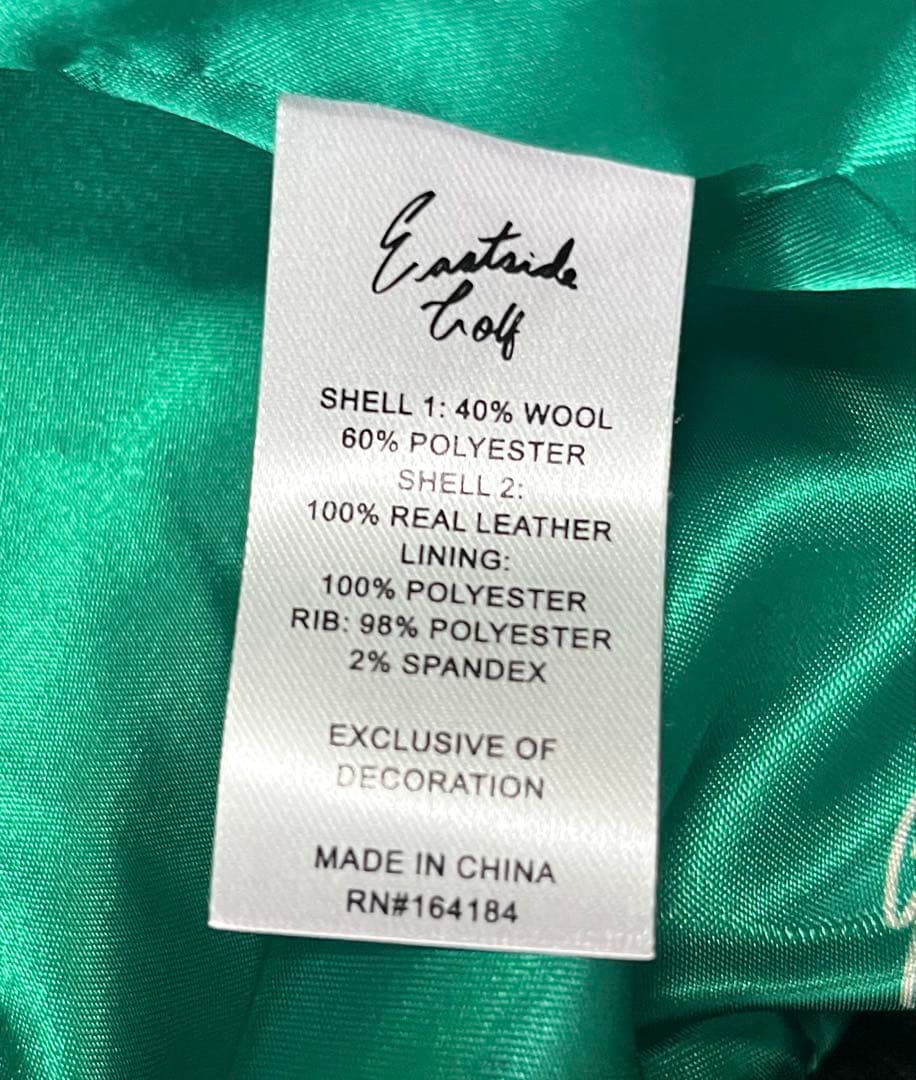 Eastside
Golf
SHELL 1: 40% WOOL
60% POLYESTER
SHELL 2:
100% REAL LEATHER
LINING:
100% POLYESTER
RIB: 98% POLYESTER
2% SPANDEX
EXCLUSIVE OF
DECORATION
MADE IN CHINA
RN#164184